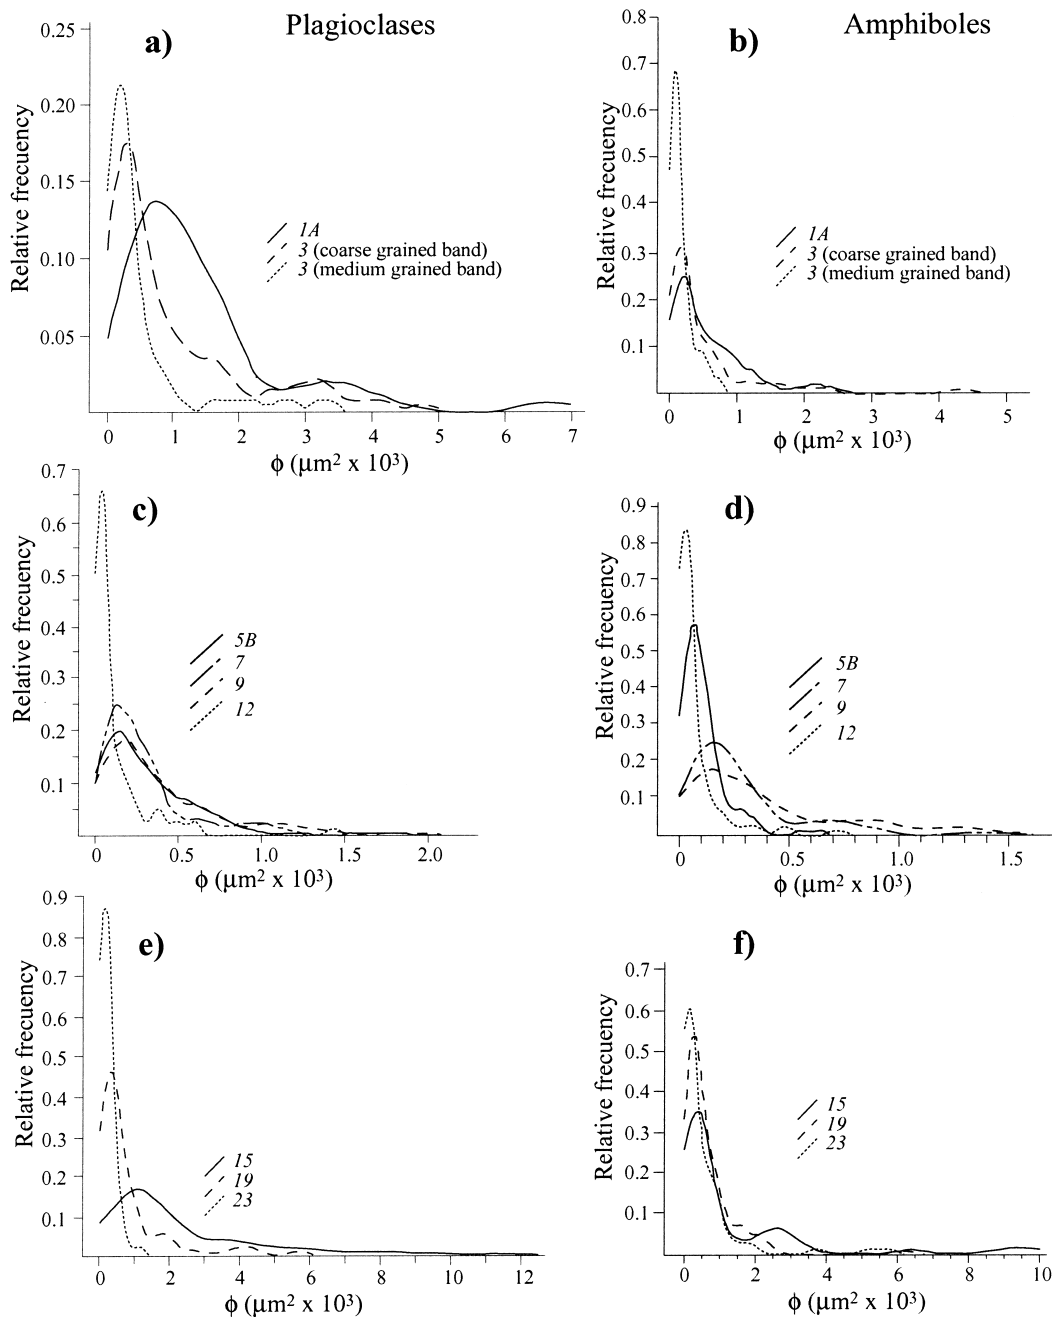 Plagioclases
a)
0.25
0.20
0.15
0.10
0.05
Relative frecuency
1A
3 (coarse grained band)
3 (medium grained band)
0 1 2 3 4 5 6 7
ϕ (μm² x 10³)
Amphiboles
b)
0.8
0.7
0.6
0.5
0.4
0.3
0.2
0.1
Relative frecuency
1A
3 (coarse grained band)
3 (medium grained band)
0 1 2 3 4 5
ϕ (μm² x 10³)
c)
0.7
0.6
0.5
0.4
0.3
0.2
0.1
Relative frecuency
5B
7
9
12
0 0.5 1.0 1.5 2.0
ϕ (μm² x 10³)
d)
0.9
0.8
0.7
0.6
0.5
0.4
0.3
0.2
0.1
Relative frecuency
5B
7
9
12
0 0.5 1.0 1.5
ϕ (μm² x 10³)
e)
0.9
0.8
0.7
0.6
0.5
0.4
0.3
0.2
0.1
Relative frecuency
15
19
23
0 2 4 6 8 10 12
ϕ (μm² x 10³)
f)
0.7
0.6
0.5
0.4
0.3
0.2
0.1
Relative frecuency
15
19
23
0 2 4 6 8 10
ϕ (μm² x 10³)